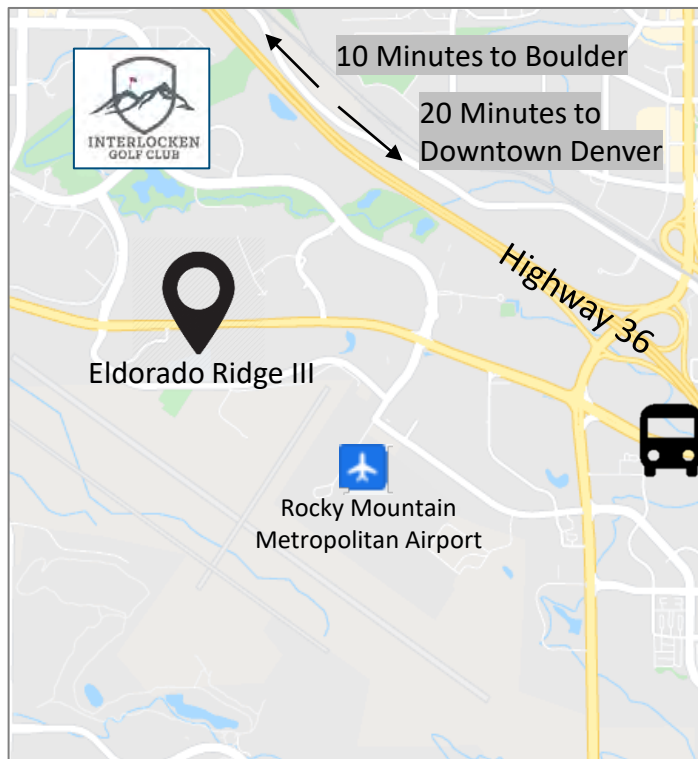 10 Minutes to Boulder
20 Minutes to
Downtown Denver
INTERLOCKEN
GOLF CLUB
Highway 36
Eldorado Ridge III
Rocky Mountain
Metropolitan Airport